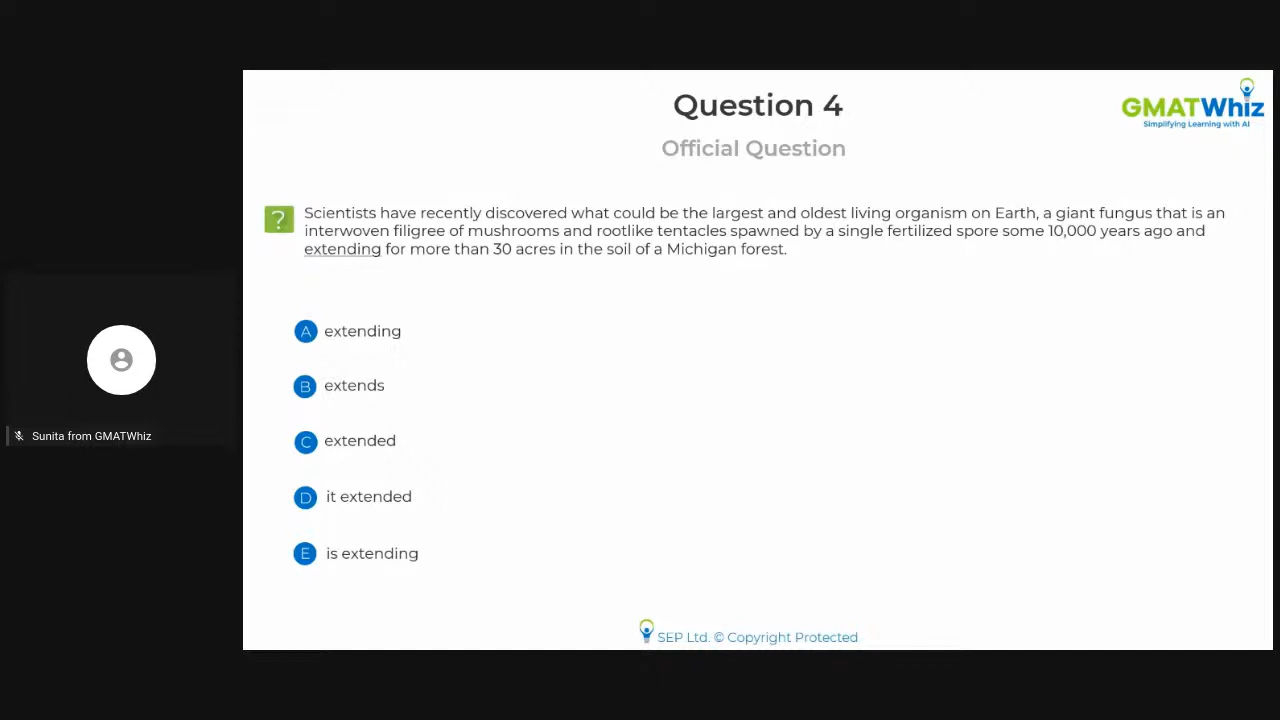 Question 4
GMATWhiz
Simplifying Learning with AI
Official Question
? Scientists have recently discovered what could be the largest and oldest living organism on Earth, a giant fungus that is an
interwoven filigree of mushrooms and rootlike tentacles spawned by a single fertilized spore some 10,000 years ago and
extending for more than 30 acres in the soil of a Michigan forest.
A extending
B extends
C extended
D it extended
E is extending
Sunita from GMATWhiz
SEP Ltd. © Copyright Protected